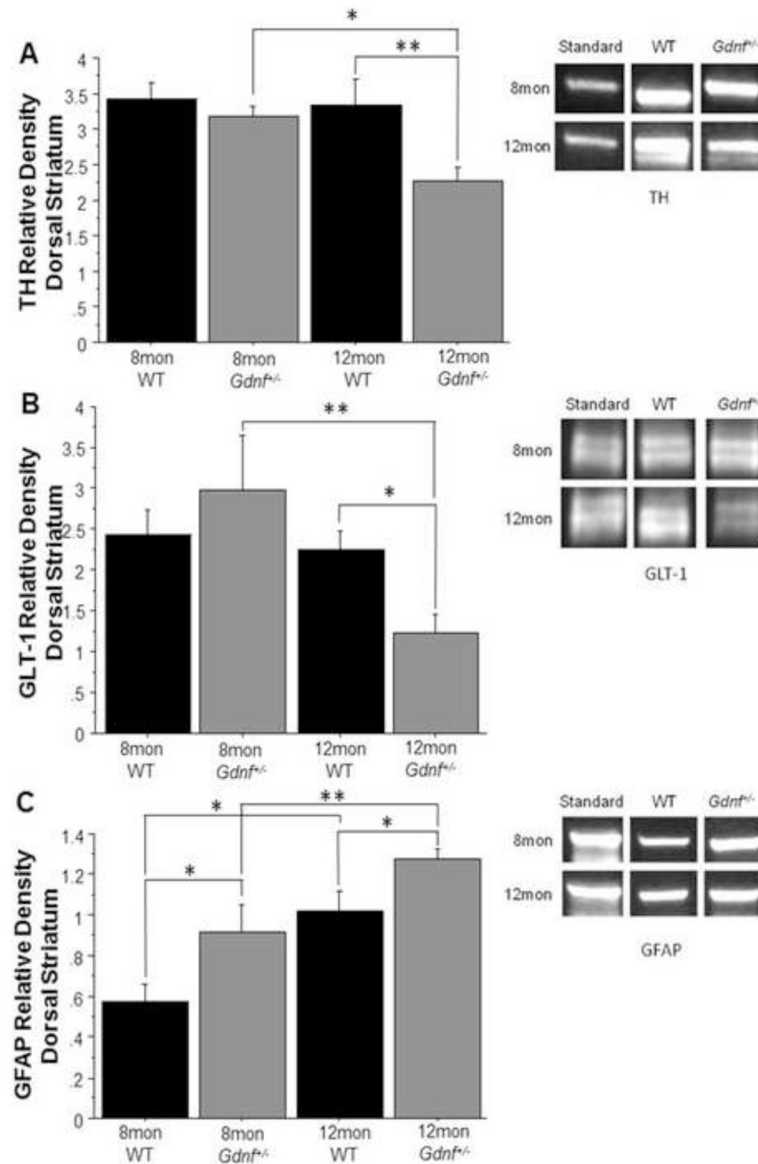 A
TH Relative Density
Dorsal Striatum
4
3.5
3
2.5
2
1.5
1
.5
0
*
**
8mon
WT
8mon
Gdnf+/-
12mon
WT
12mon
Gdnf+/-
Standard WT Gdnf+/-
8mon
12mon
TH
B
GLT-1 Relative Density
Dorsal Striatum
4
3.5
3
2.5
2
1.5
1
.5
0
**
*
8mon
WT
8mon
Gdnf+/-
12mon
WT
12mon
Gdnf+/-
Standard WT Gdnf+
8mon
12mon
GLT-1
C
GFAP Relative Density
Dorsal Striatum
1.4
1.2
1
.8
.6
.4
.2
0
*
**
*
*
8mon
WT
8mon
Gdnf+/-
12mon
WT
12mon
Gdnf+/-
Standard WT Gdnf+/-
8mon
12mon
GFAP